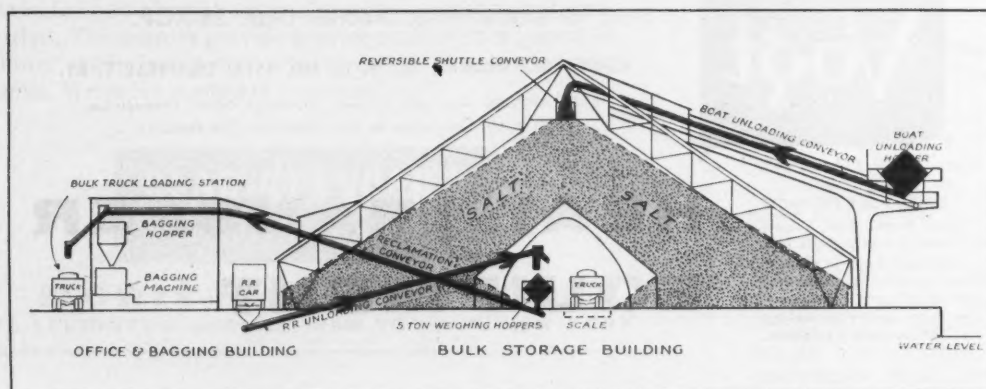 REVERSIBLE SHUTTLE CONVEYOR
BOAT UNLOADING CONVEYOR
BOAT
UNLOADING
BULK TRUCK LOADING STATION
BAGGING
HOPPER
BAGGING
MACHINE
TRUCK
R.R.
CAR
SALT
SALT
RECLAMATION
CONVEYOR
RR UNLOADING CONVEYOR
TRUCK
5 TON WEIGHING HOPPERS
SCALE
OFFICE & BAGGING BUILDING
BULK STORAGE BUILDING
WATER LEVEL